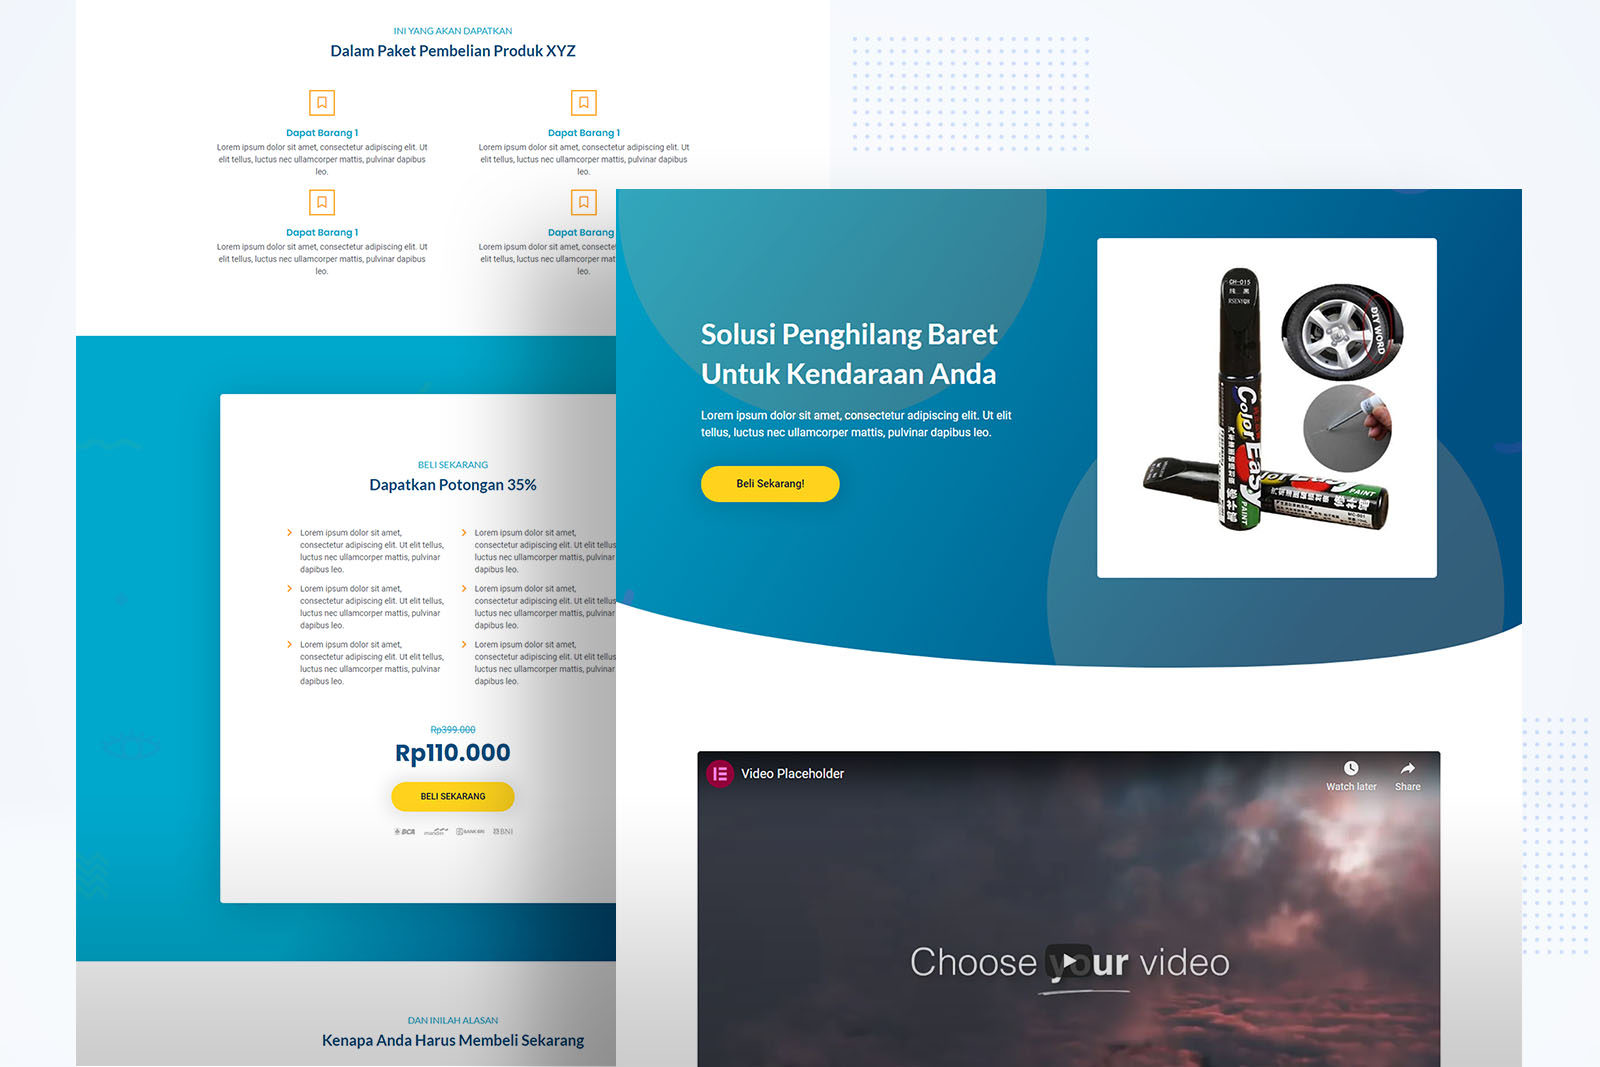 INI YANG AKAN DAPATKAN
Dalam Paket Pembelian Produk XYZ
Dapat Barang 1
Lorem ipsum dolor sit amet, consectetur adipiscing elit. Ut
elit tellus, luctus nec ullamcorper mattis, pulvinar dapibus
leo.
Dapat Barang 1
Lorem ipsum dolor sit amet, consectetur adipiscing elit. Ut
elit tellus, luctus nec ullamcorper mattis, pulvinar dapibus
leo.
Dapat Barang 1
Lorem ipsum dolor sit amet, consectetur adipiscing elit. Ut
elit tellus, luctus nec ullamcorper mattis, pulvinar dapibus
leo.
Dapat Barang
Lorem ipsum dolor sit amet, consecte
elit tellus, luctus nec ullamcorper m
leo.
BELI SEKARANG
Dapatkan Potongan 35%
Lorem ipsum dolor sit amet,
consectetur adipiscing elit. Ut elit tellus,
luctus nec ullamcorper mattis, pulvinar
dapibus leo.
Lorem ipsum dolor sit amet,
consectetur adipiscing elit. Ut elit tellus,
luctus nec ullamcorper mattis, pulvinar
dapibus leo.
Lorem ipsum dolor sit amet,
consectetur adipiscing elit. Ut elit tellus,
luctus nec ullamcorper mattis, pulvinar
dapibus leo.
Lorem ipsum dolor sit amet,
consectetur adipiscing elit. Ut elit tellus
luctus nec ullamcorper mattis, pulvinar
dapibus leo.
Lorem ipsum dolor sit amet,
consectetur adipiscing elit. Ut elit tellus
luctus nec ullamcorper mattis, pulvinar
dapibus leo.
Lorem ipsum dolor sit amet,
consectetur adipiscing elit. Ut elit tellus
luctus nec ullamcorper mattis, pulvinar
dapibus leo.
Rp399.000
Rp110.000
BELI SEKARANG
BCA mandiri BANK BRI BNI
DAN INILAH ALASAN
Kenapa Anda Harus Membeli Sekarang
Solusi Penghilang Baret
Untuk Kendaraan Anda
Lorem ipsum dolor sit amet, consectetur adipiscing elit. Ut elit
tellus, luctus nec ullamcorper mattis, pulvinar dapibus leo.
Beli Sekarang!
CH-015
纯 黑
DIY WORD
Color Easy
PAINT
PAINT
MC-001
Video Placeholder
Watch later
Share
Choose your video